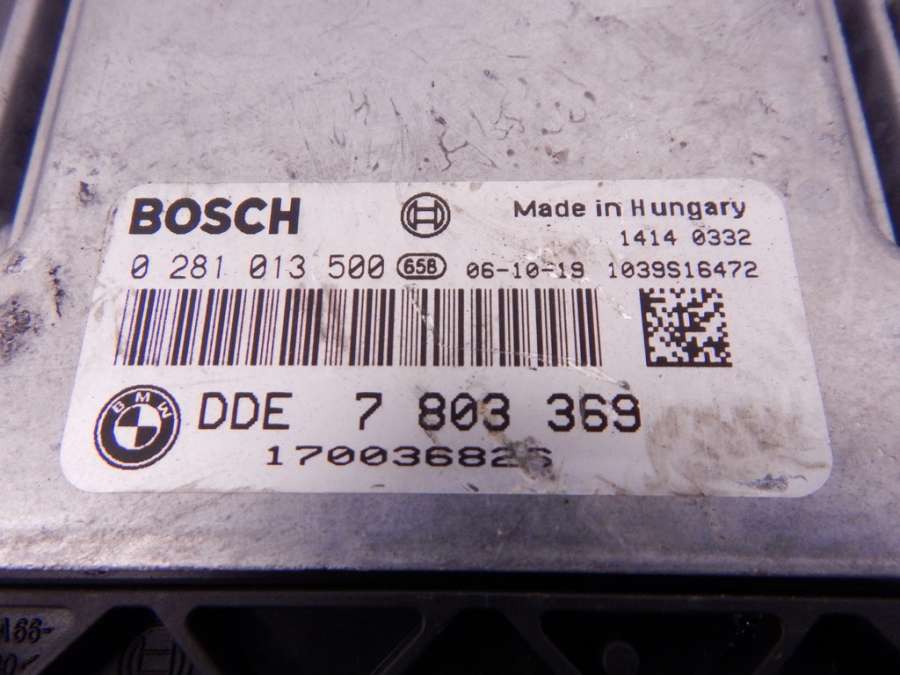 BOSCH Made in Hungary
1414 0332
0 281 013 500 658 06-10-19 1039S16472
BMW DDE 7 803 369
170036826